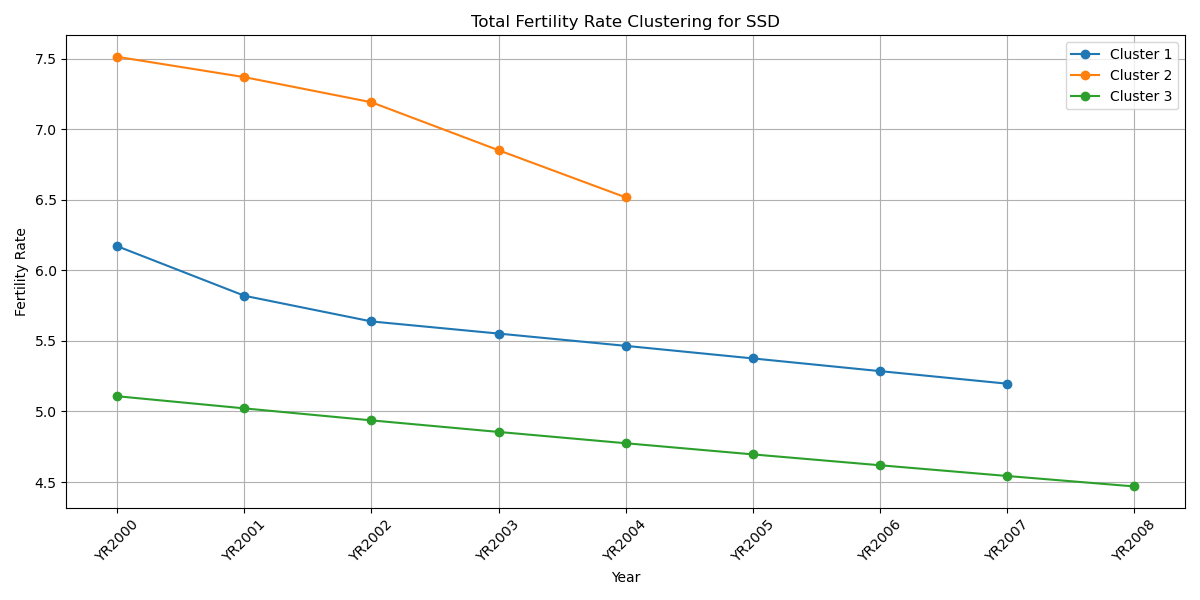 Total Fertility Rate Clustering for SSD
Cluster 1
Cluster 2
Cluster 3
Fertility Rate
7.5
7.0
6.5
6.0
5.5
5.0
4.5
YR2000
YR2001
YR2002
YR2003
YR2004
YR2005
YR2006
YR2007
YR2008
Year